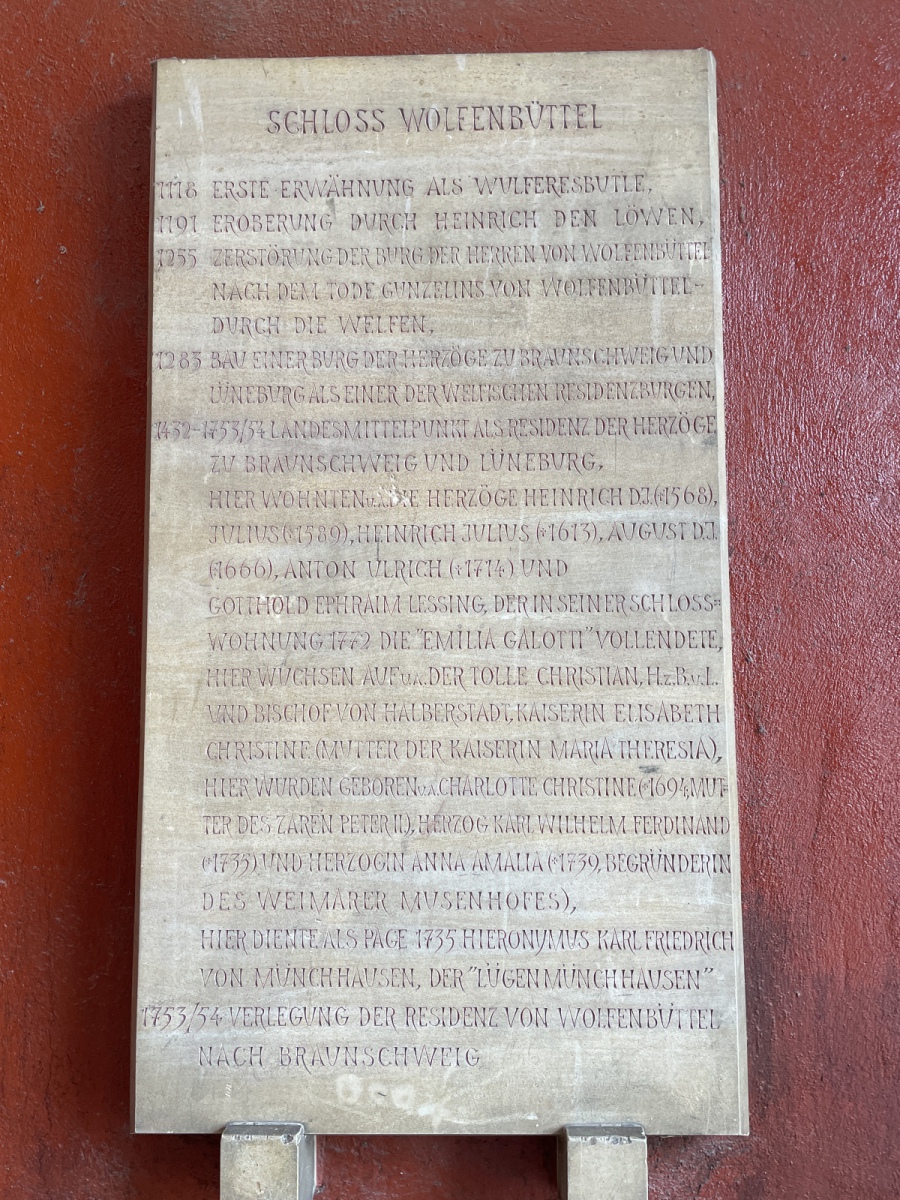 SCHLOSS WOLFENBÜTTEL
1118 ERSTE ERWÄHNUNG ALS WULFERESBUTLE,
1191 EROBERUNG DURCH HEINRICH DEN LÖWEN,
1255 ZERSTÖRUNG DER BURG DER HERREN VON WOLFENBÜTTEL
NACH DEM TODE GUNZELINS VON WOLFENBÜTTEL-
DURCH DIE WELFEN,
1283 BAU EINER BURG DER HERZÖGE ZU BRAUNSCHWEIG UND
LÜNEBURG ALS EINER DER WELFISCHEN RESIDENZBURGEN,
1432-1753/54 LANDESMITTELPUNKT ALS RESIDENZ DER HERZÖGE
ZU BRAUNSCHWEIG UND LÜNEBURG,
HIER WOHNTEN U.A. DIE HERZÖGE HEINRICH D.J. (†1568),
JULIUS (†1589), HEINRICH JULIUS (†1613), AUGUST D.J.
(1666), ANTON ULRICH (†1714) UND
GOTTHOLD EPHRAIM LESSING, DER IN SEINER SCHLOSS=
WOHNUNG 1772 DIE "EMILIA GALOTTI" VOLLENDETE,
HIER WUCHSEN AUF U.A. DER TOLLE CHRISTIAN, Hz.B.u.L.
UND BISCHOF VON HALBERSTADT, KAISERIN ELISABETH
CHRISTINE (MUTTER DER KAISERIN MARIA THERESIA),
HIER WURDEN GEBOREN U.A. CHARLOTTE CHRISTINE (*1694, MUT=
TER DES ZAREN PETER II), HERZOG KARL WILHELM FERDINAND
(*1735), UND HERZOGIN ANNA AMALIA (*1739, BEGRÜNDERIN
DES WEIMARER MUSENHOFES),
HIER DIENTE ALS PAGE 1735 HIERONYMUS KARL FRIEDRICH
VON MÜNCHHAUSEN, DER "LÜGENMÜNCHHAUSEN"
1753/54 VERLEGUNG DER RESIDENZ VON WOLFENBÜTTEL
NACH BRAUNSCHWEIG